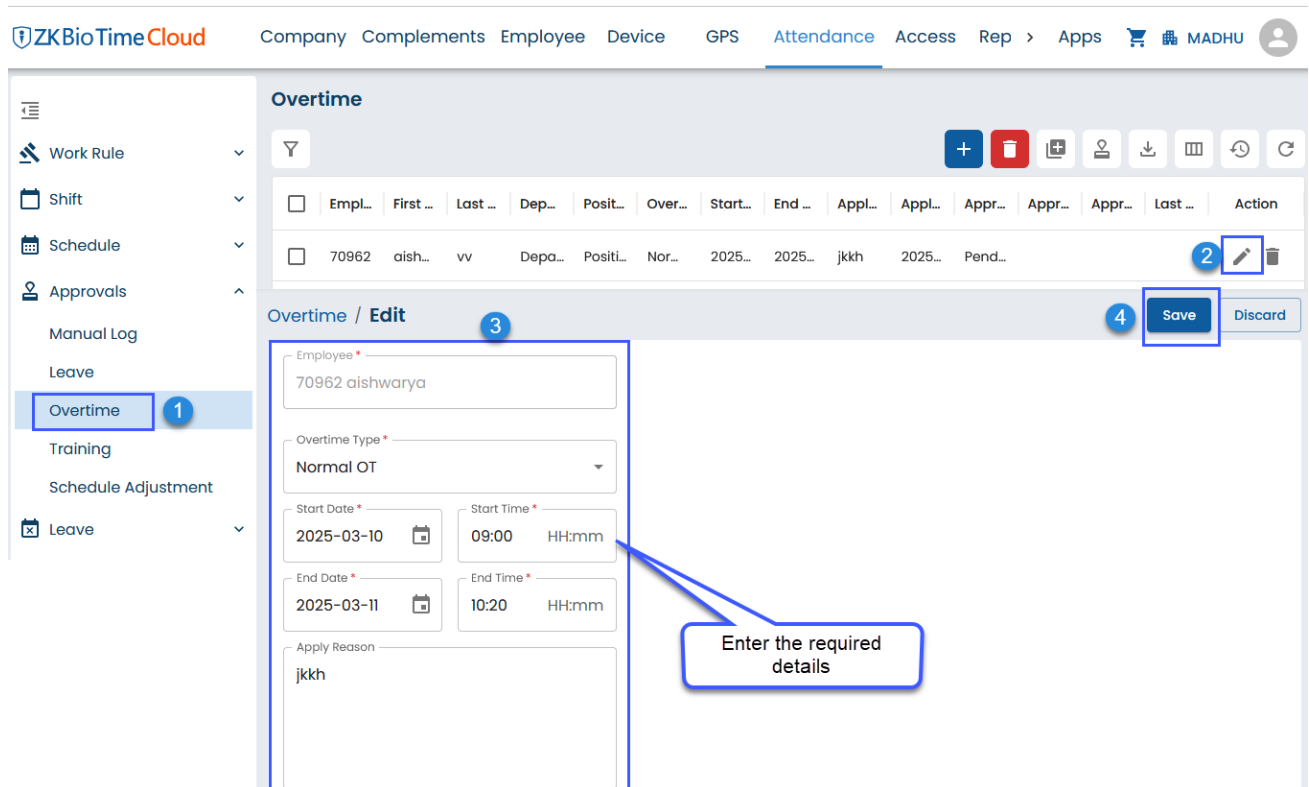 ZKBioTime Cloud
Company Complements Employee Device GPS Attendance Access Rep > Apps MADHU
Overtime
Work Rule
Shift
Schedule
Approvals
Manual Log
Leave
Overtime 1
Training
Schedule Adjustment
Leave
Empl... First ... Last ... Dep... Posit... Over... Start... End ... Appl... Appl... Appr... Appr... Appr... Last ... Action
70962 aish... vv Depa... Positi... Nor... 2025... 2025... jkkh 2025... Pend... 2
Overtime / Edit
3
4 Save Discard
Employee *
70962 aishwarya
Overtime Type *
Normal OT
Start Date * Start Time *
2025-03-10 09:00 HH:mm
End Date * End Time *
2025-03-11 10:20 HH:mm
Apply Reason
jkkh
Enter the required
details